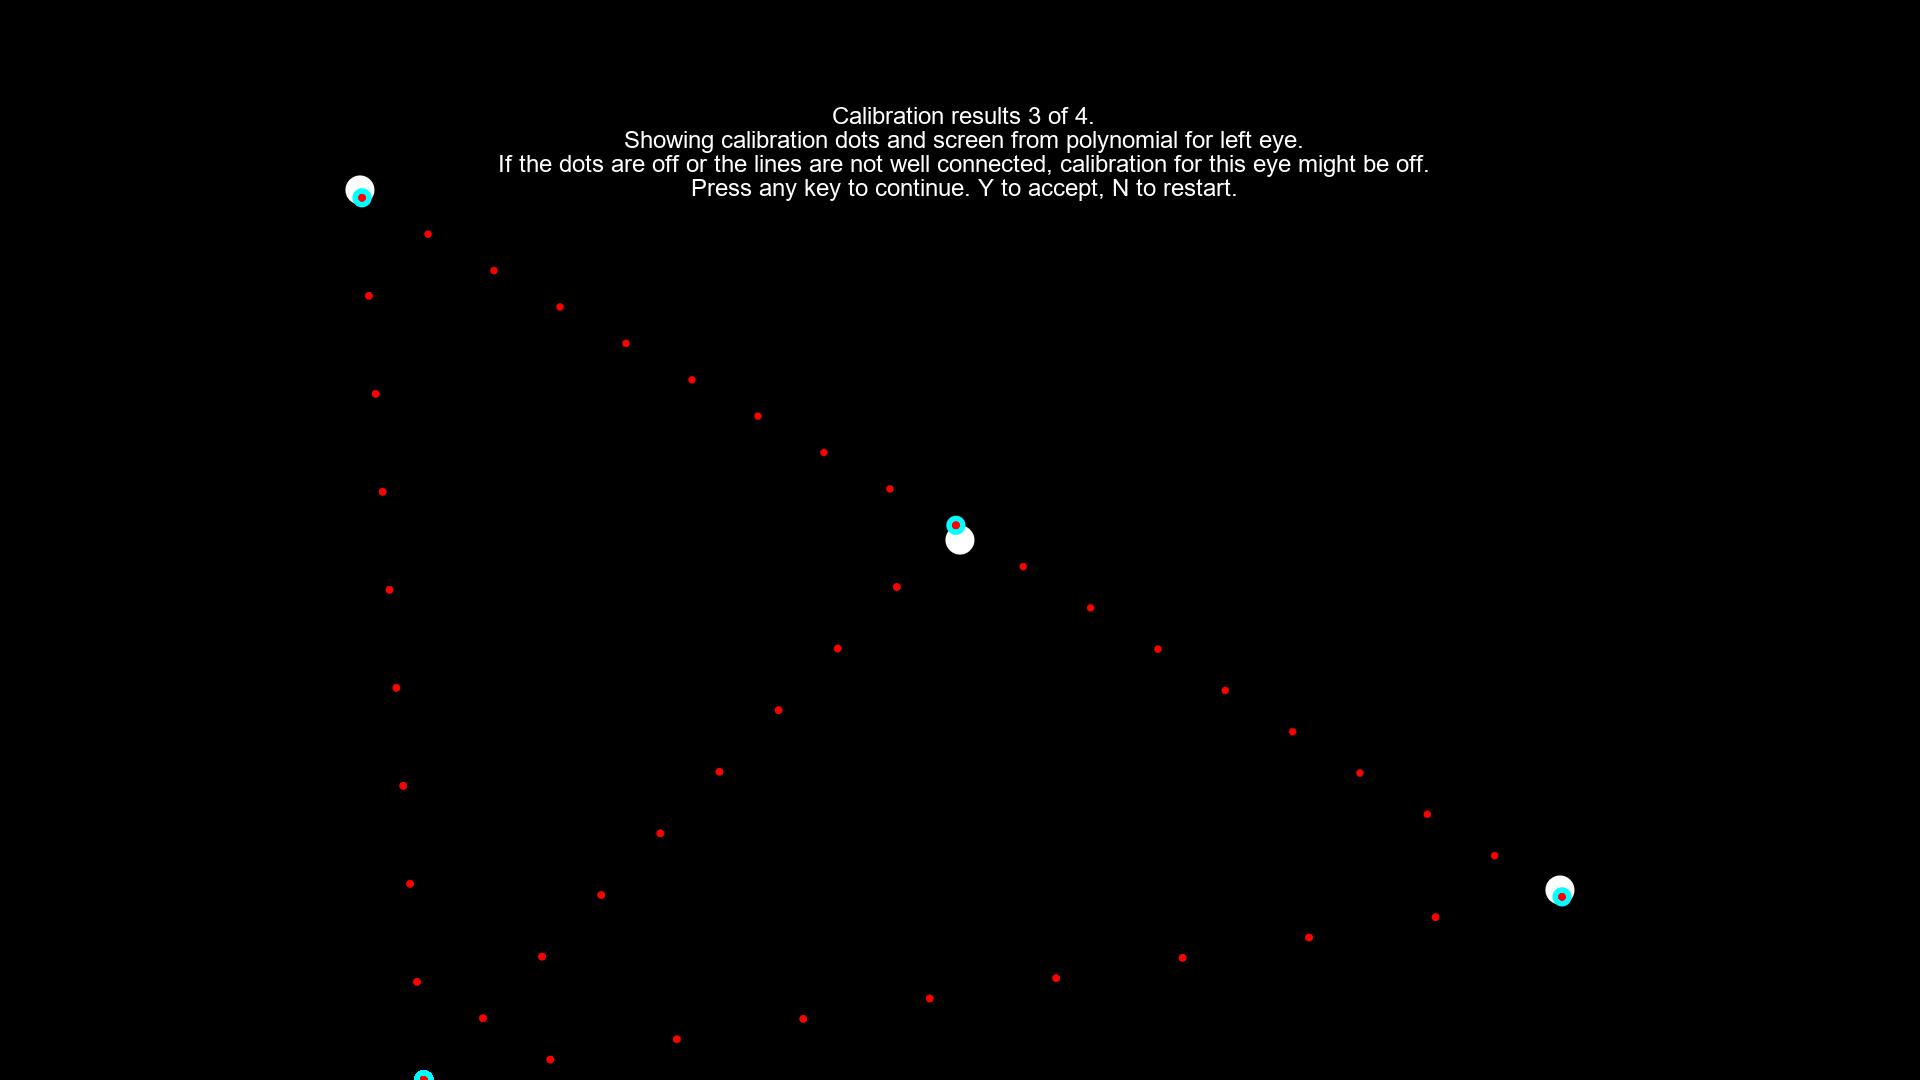 Calibration results 3 of 4.
Showing calibration dots and screen from polynomial for left eye.
If the dots are off or the lines are not well connected, calibration for this eye might be off.
Press any key to continue. Y to accept, N to restart.